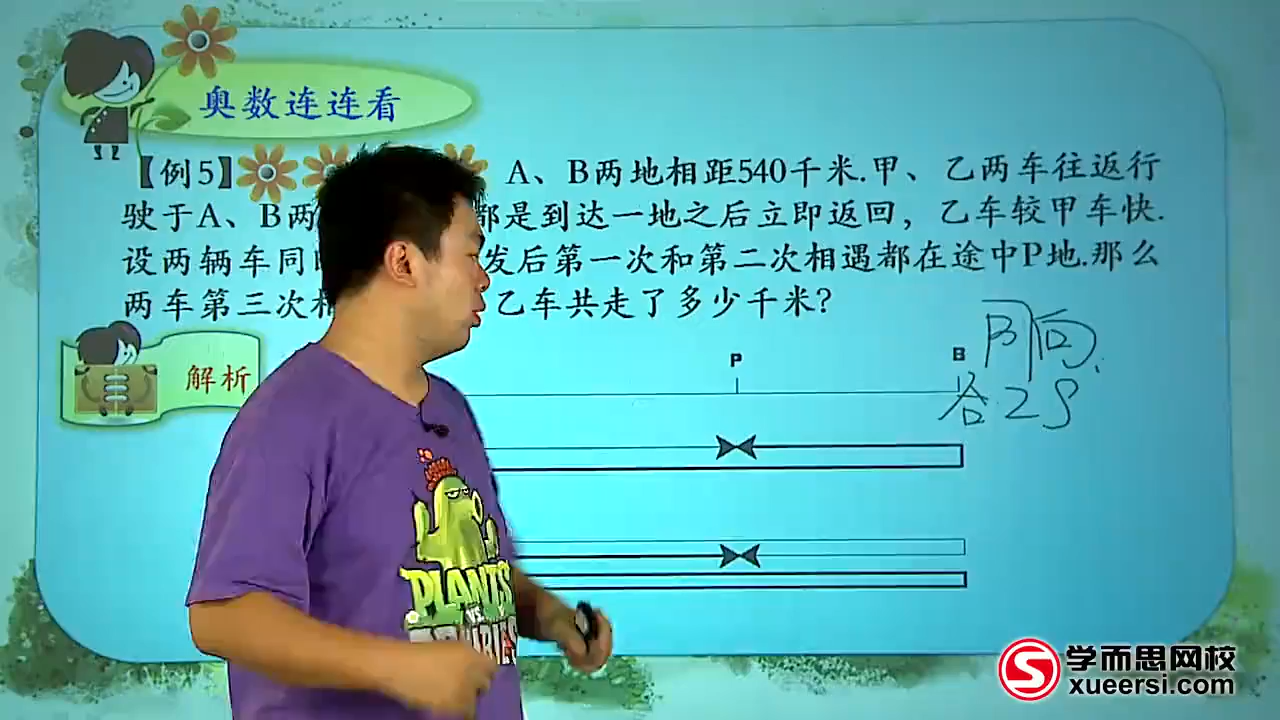 奥数连连看
【例5】 A、B两地相距540千米.甲、乙两车往返行
驶于A、B两 都是到达一地之后立即返回，乙车较甲车快.
设两辆车同 发后第一次和第二次相遇都在途中P地.那么
两车第三次相 乙车共走了多少千米?
解析
P
B
同向
各2S
PLANTS
VS.
学而思网校
xueersi.com